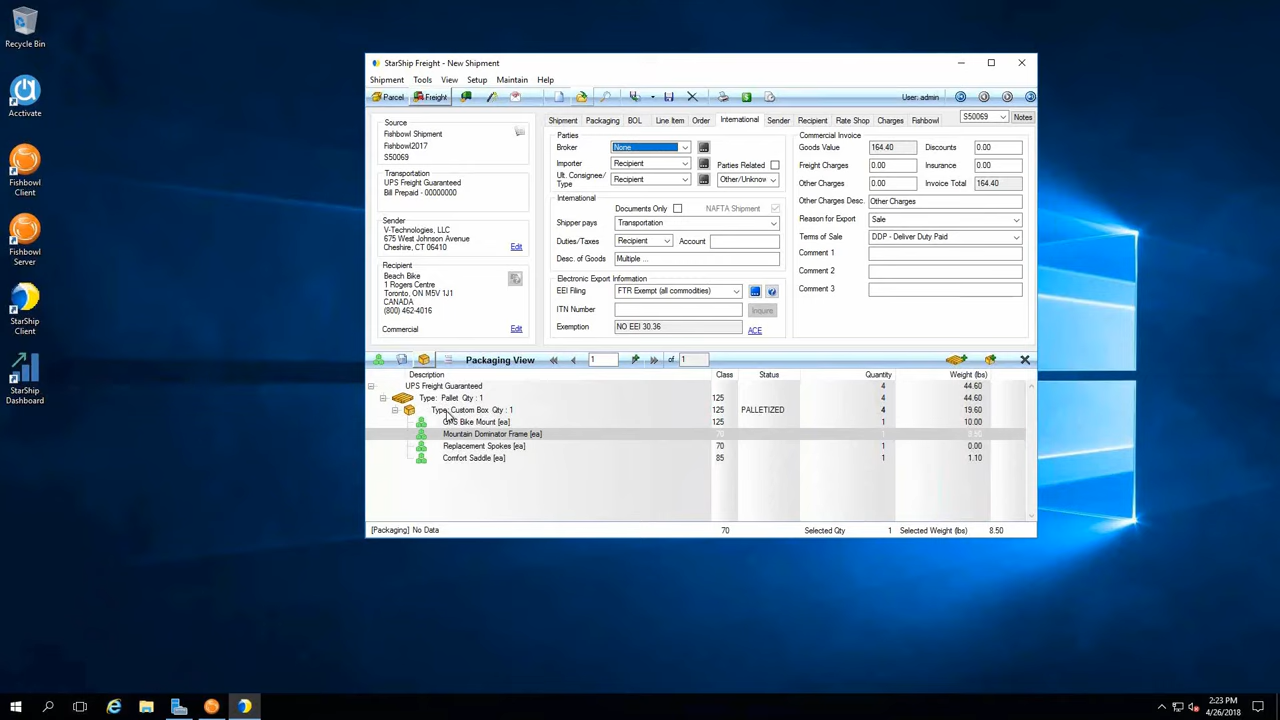 Recycle Bin
Acctivate
Fishbowl
Client
Fishbowl
Server
StarShip
Client
StarShip
Dashboard
StarShip Freight - New Shipment
Shipment Tools View Setup Maintain Help
Parcel Freight User: admin
Source
Fishbowl Shipment
Fishbowl2017
S50069
Transportation
UPS Freight Guaranteed
Bill Prepaid - 00000000
Sender
V-Technologies, LLC
675 West Johnson Avenue
Cheshire, CT 06410 Edit
Recipient
Beach Bike
1 Rogers Centre
Toronto, ON M5V 1J1
CANADA
(800) 462-4016
Commercial Edit
Shipment Packaging BOL Line Item Order International Sender Recipient Rate Shop Charges Fishbowl S50069 Notes
Parties
Broker None
Importer Recipient Parties Related
Ult. Consignee/
Type Recipient Other/Unknow
International
Documents Only NAFTA Shipment
Shipper pays Transportation
Duties/Taxes Recipient Account
Desc. of Goods Multiple ...
Electronic Export Information
EEI Filing FTR Exempt (all commodities)
ITN Number Inquire
Exemption NO EEI 30.36 ACE
Commercial Invoice
Goods Value 164.40 Discounts 0.00
Freight Charges 0.00 Insurance 0.00
Other Charges 0.00 Invoice Total 164.40
Other Charges Desc. Other Charges
Reason for Export Sale
Terms of Sale DDP - Deliver Duty Paid
Comment 1
Comment 2
Comment 3
Packaging View 1 of 1
Description Class Status Quantity Weight (lbs)
UPS Freight Guaranteed 4 44.60
Type: Pallet Qty : 1 125 4 44.60
Type: Custom Box Qty : 1 125 PALLETIZED 4 19.60
GPS Bike Mount [ea] 125 1 10.00
Mountain Dominator Frame [ea] 70 1 8.50
Replacement Spokes [ea] 70 1 0.00
Comfort Saddle [ea] 85 1 1.10
[Packaging] No Data 70 Selected Qty 1 Selected Weight (lbs) 8.50
2:23 PM
4/26/2018